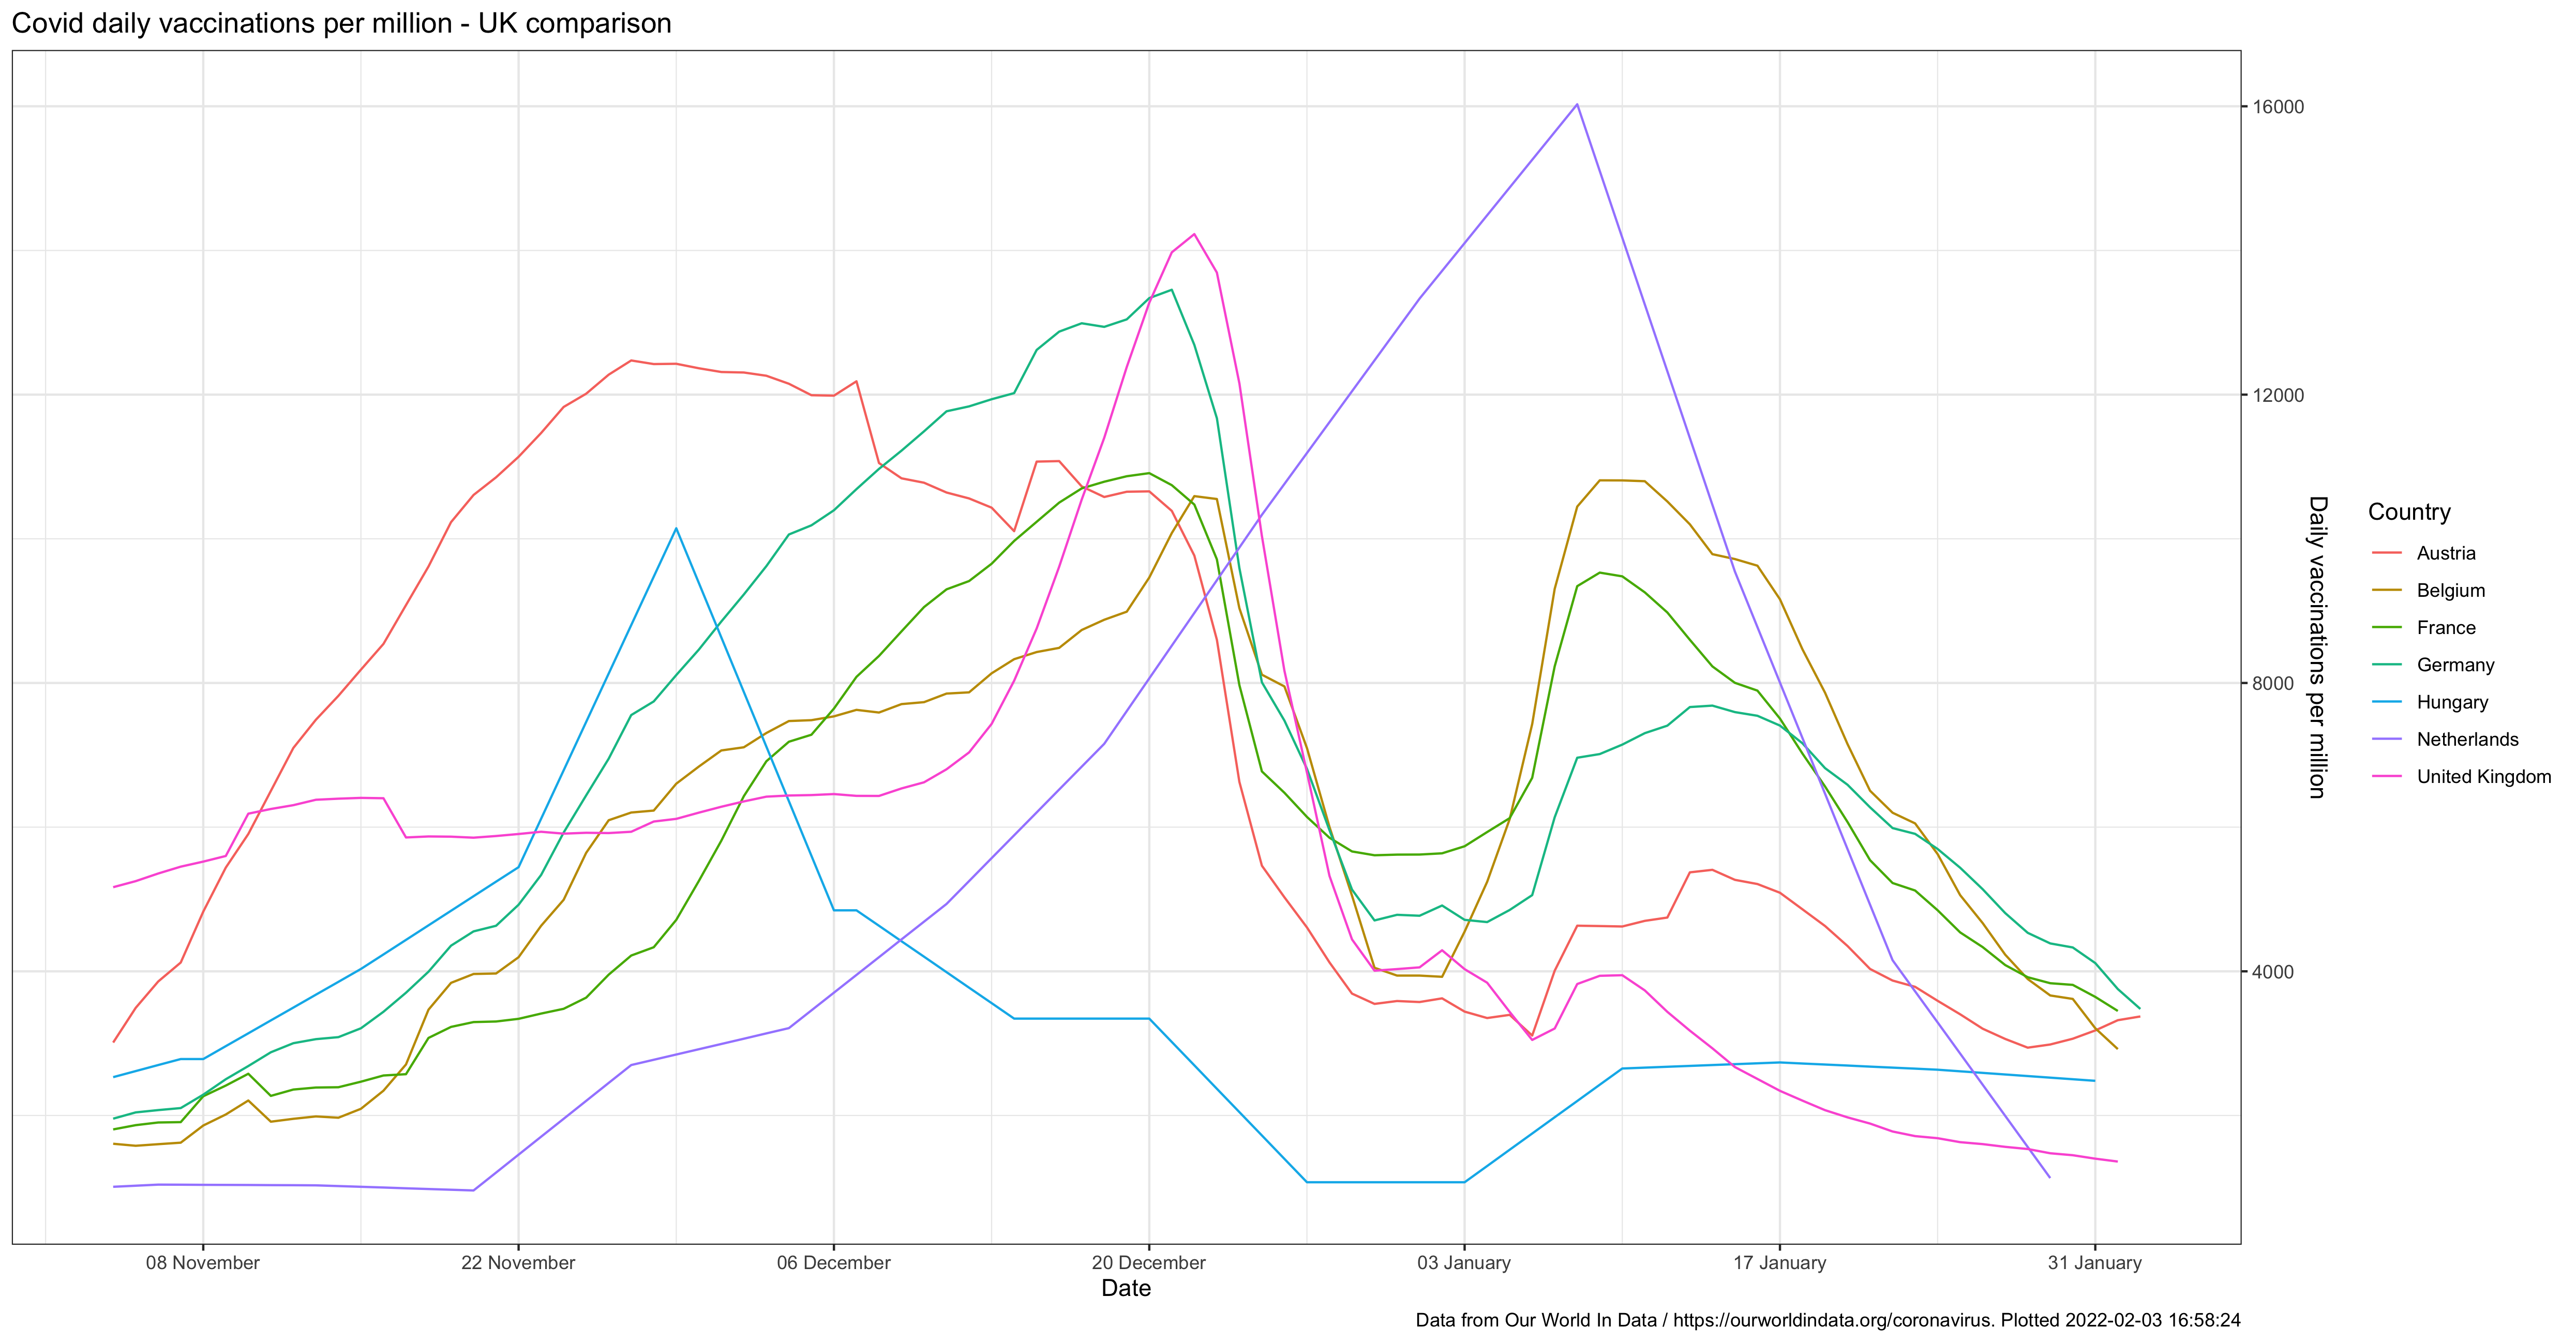 Covid daily vaccinations per million - UK comparison
16000
12000
8000
4000
Daily vaccinations per million
Country
Austria
Belgium
France
Germany
Hungary
Netherlands
United Kingdom
08 November
22 November
06 December
20 December
03 January
17 January
31 January
Date
Data from Our World In Data / https://ourworldindata.org/coronavirus. Plotted 2022-02-03 16:58:24